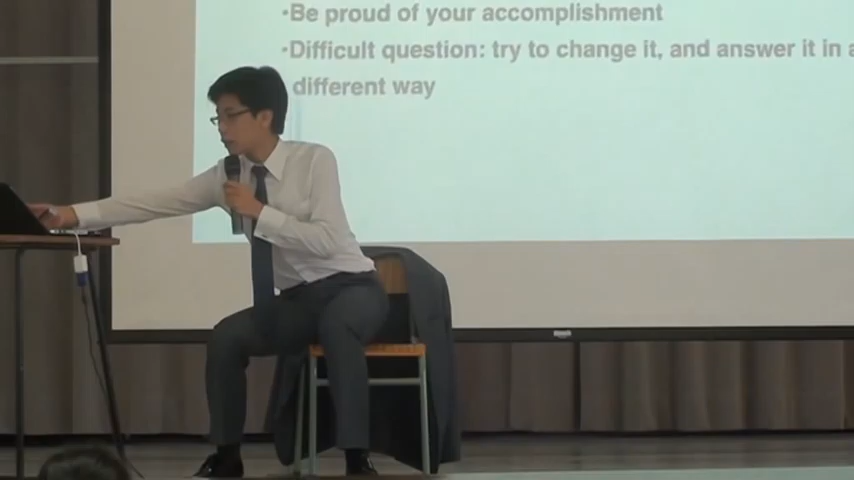 •Be proud of your accomplishment
•Difficult question: try to change it, and answer it in a
different way